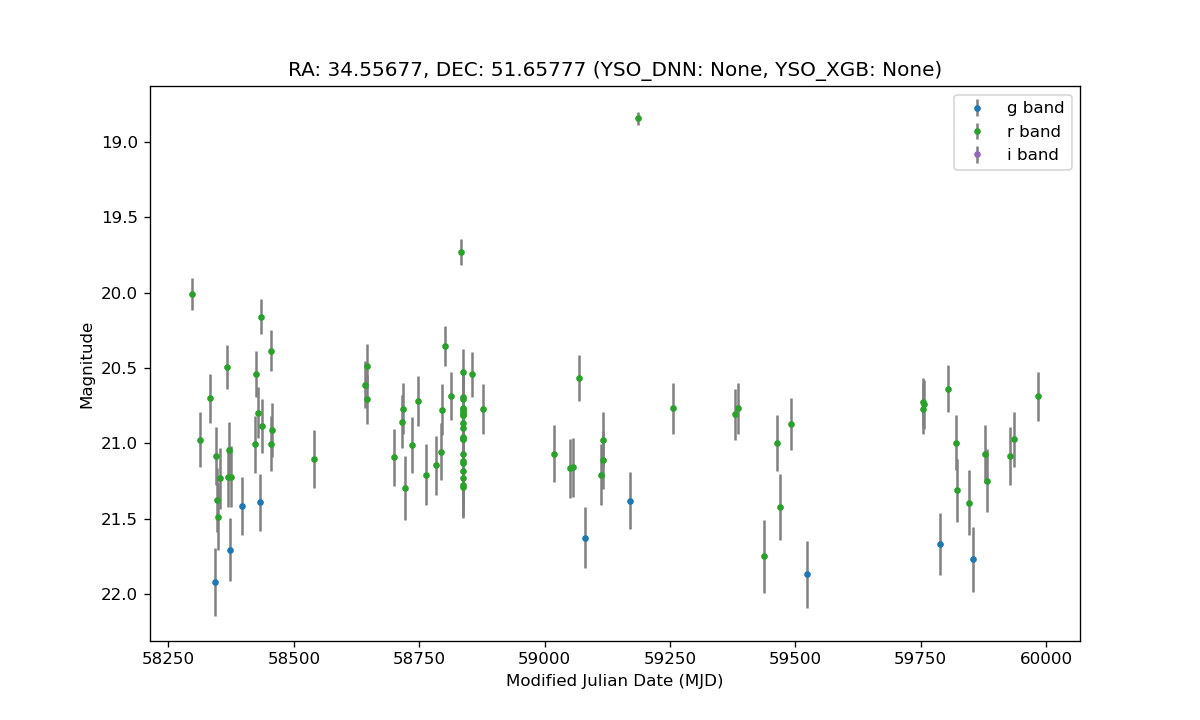 RA: 34.55677, DEC: 51.65777 (YSO_DNN: None, YSO_XGB: None)
g band
r band
i band
19.0
19.5
20.0
20.5
21.0
21.5
22.0
Magnitude
58250 58500 58750 59000 59250 59500 59750 60000
Modified Julian Date (MJD)